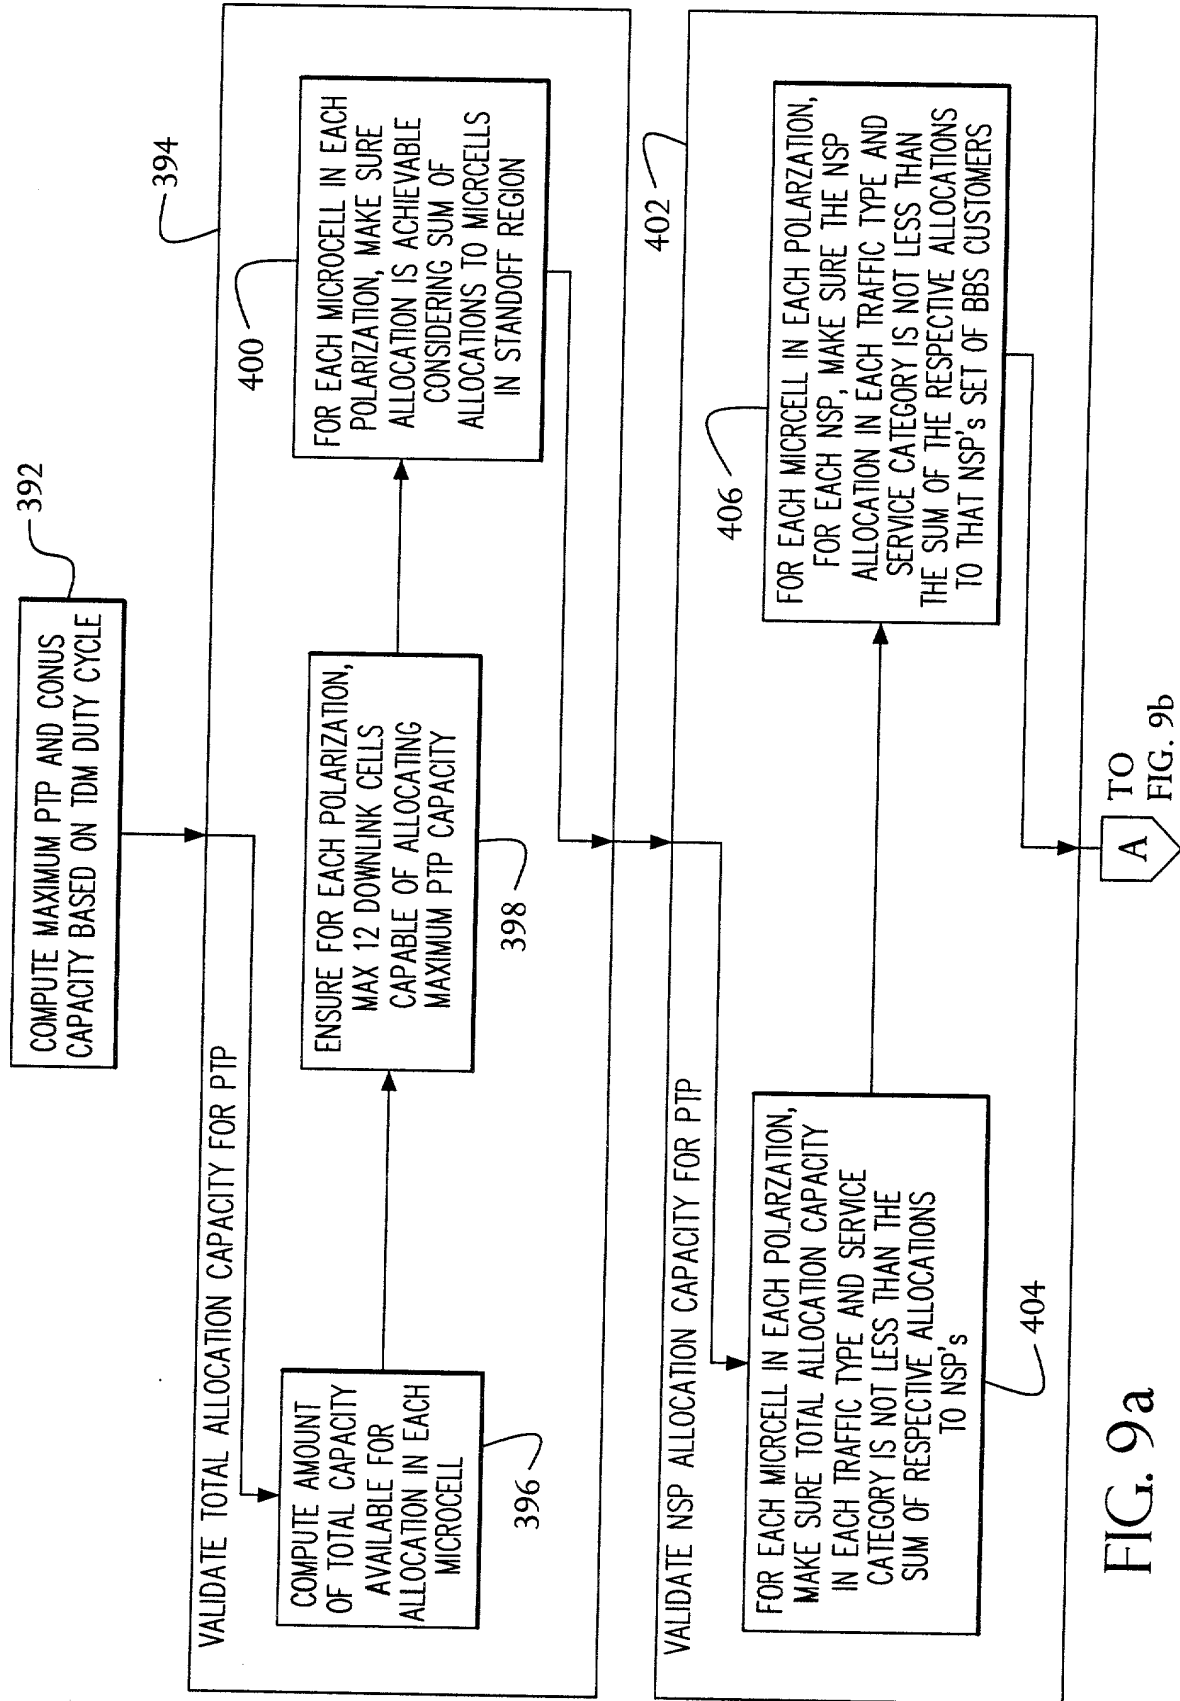 392
COMPUTE MAXIMUM PTP AND CONUS
CAPACITY BASED ON TDM DUTY CYCLE
394
VALIDATE TOTAL ALLOCATION CAPACITY FOR PTP
COMPUTE AMOUNT
OF TOTAL CAPACITY
AVAILABLE FOR
ALLOCATION IN EACH
MICROCELL
396
ENSURE FOR EACH POLARIZATION,
MAX 12 DOWNLINK CELLS
CAPABLE OF ALLOCATING
MAXIMUM PTP CAPACITY
398
400
FOR EACH MICROCELL IN EACH
POLARIZATION, MAKE SURE
ALLOCATION IS ACHIEVABLE
CONSIDERING SUM OF
ALLOCATIONS TO MICRCELLS
IN STANDOFF REGION
402
VALIDATE NSP ALLOCATION CAPACITY FOR PTP
FOR EACH MICRCELL IN EACH POLARZATION,
MAKE SURE TOTAL ALLOCATION CAPACITY
IN EACH TRAFFIC TYPE AND SERVICE
CATEGORY IS NOT LESS THAN THE
SUM OF RESPECTIVE ALLOCATIONS
TO NSP's
404
406
FOR EACH MICRCELL IN EACH POLARZATION,
FOR EACH NSP, MAKE SURE THE NSP
ALLOCATION IN EACH TRAFFIC TYPE AND
SERVICE CATEGORY IS NOT LESS THAN
THE SUM OF THE RESPECTIVE ALLOCATIONS
TO THAT NSP's SET OF BBS CUSTOMERS
A
TO
FIG. 9b
FIG. 9a